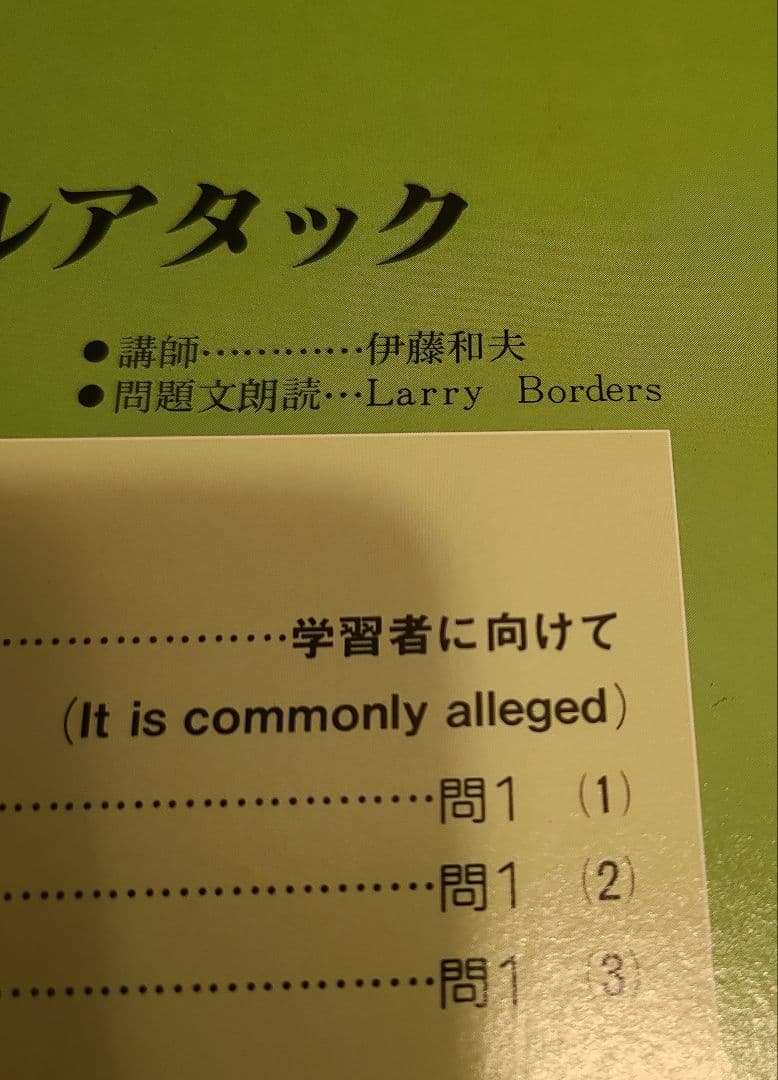 ルアタック
●講師…………伊藤和夫
●問題文朗読…Larry Borders
………………学習者に向けて
(It is commonly alleged)
………………………問1 (1)
………………………問1 (2)
………………………問1 (3)